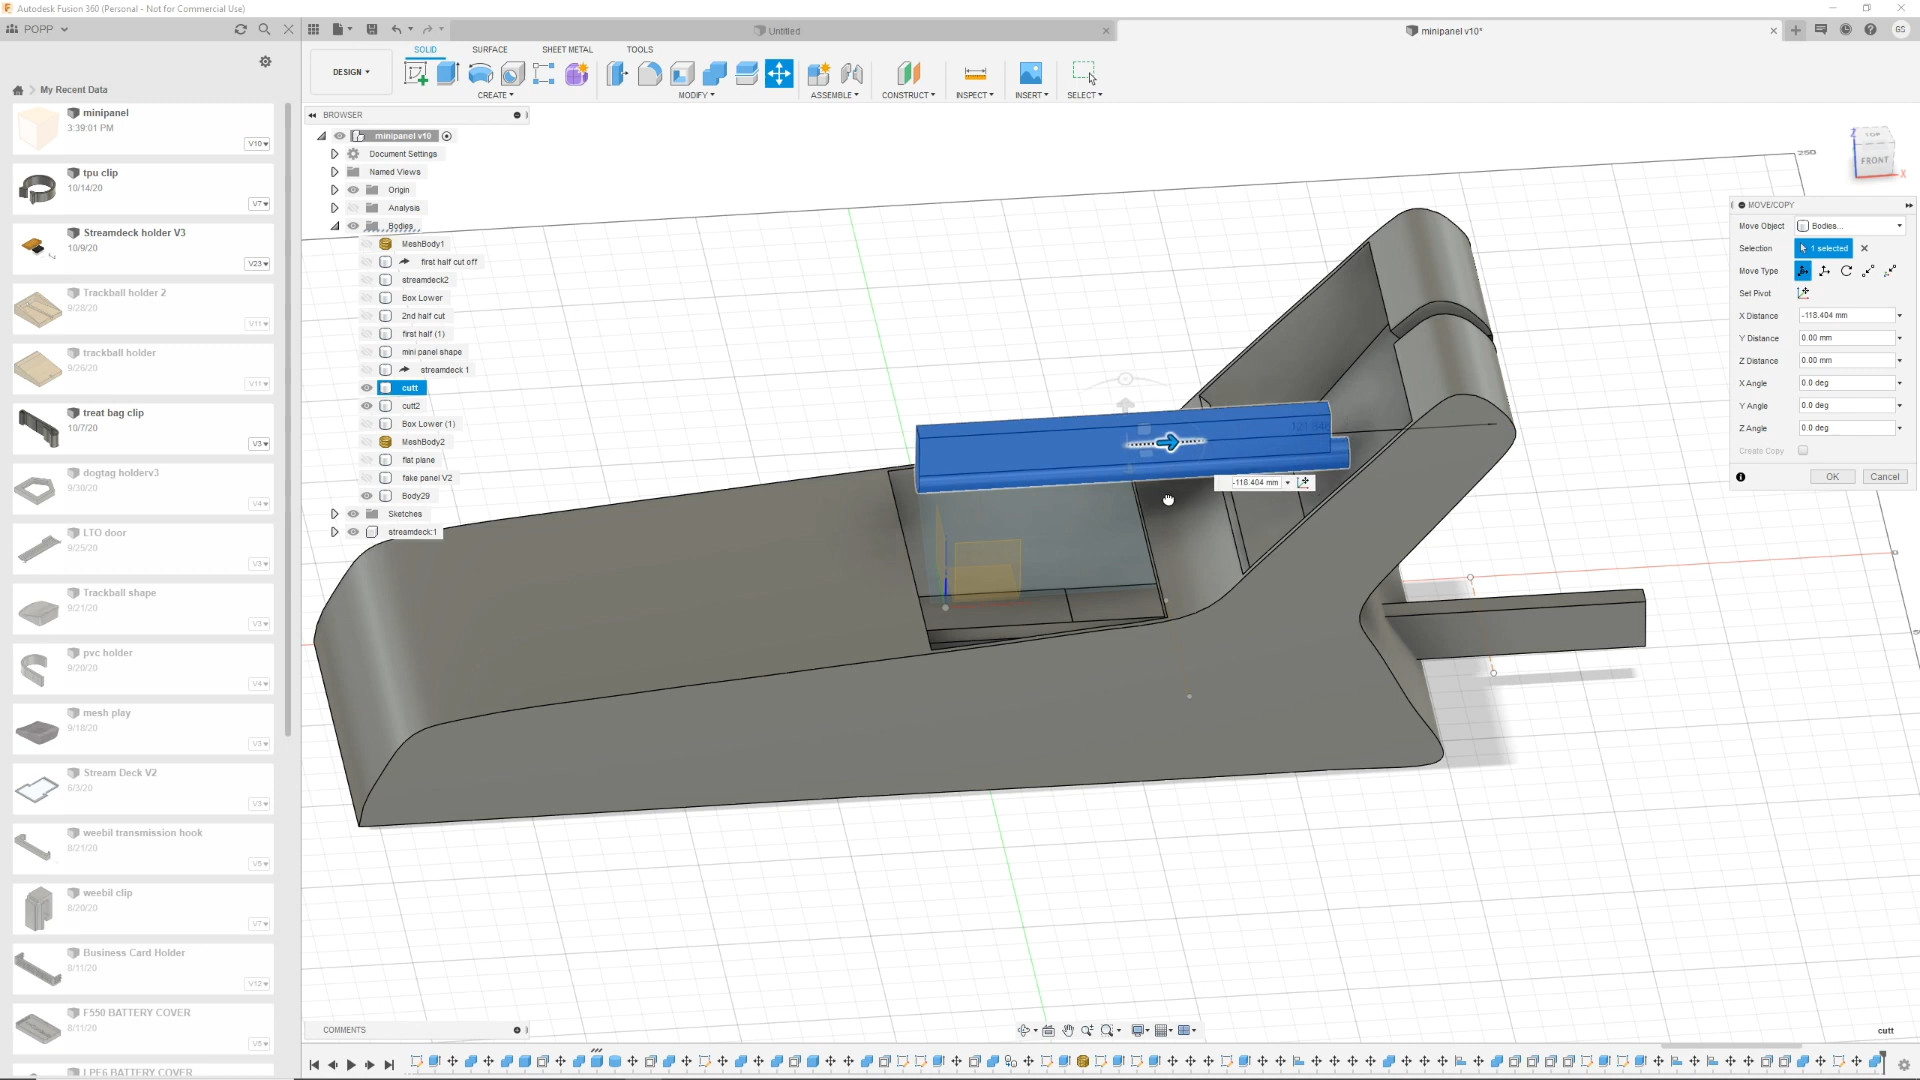 Autodesk Fusion 360 (Personal - Not for Commercial Use)
POPP
Untitled
minipanel v10*
GS
My Recent Data
minipanel
3:39:01 PM
V10
tpu clip
10/14/20
V7
Streamdeck holder V3
10/9/20
V23
Trackball holder 2
9/28/20
V11
trackball holder
9/26/20
V11
treat bag clip
10/7/20
V3
dogtag holderv3
9/30/20
V4
LTO door
9/25/20
V3
Trackball shape
9/21/20
V3
pvc holder
9/20/20
V4
mesh play
9/18/20
V3
Stream Deck V2
6/3/20
V3
weebil transmission hook
8/21/20
V5
weebil clip
8/20/20
V7
Business Card Holder
8/11/20
V12
F550 BATTERY COVER
8/11/20
V5
LPE6 BATTERY COVER
DESIGN
SOLID
SURFACE
SHEET METAL
TOOLS
CREATE
MODIFY
ASSEMBLE
CONSTRUCT
INSPECT
INSERT
SELECT
BROWSER
minipanel v10
Document Settings
Named Views
Origin
Analysis
Bodies
MeshBody1
first half cut off
streamdeck2
Box Lower
2nd half cut
first half (1)
mini panel shape
streamdeck 1
cutt
cutt2
Box Lower (1)
MeshBody2
flat plane
fake panel V2
Body29
Sketches
streamdeck:1
250
Z
TOP
FRONT
X
MOVE/COPY
Move Object
Bodies...
Selection
1 selected
Move Type
Set Pivot
X Distance
-118.404 mm
Y Distance
0.00 mm
Z Distance
0.00 mm
X Angle
0.0 deg
Y Angle
0.0 deg
Z Angle
0.0 deg
Create Copy
OK
Cancel
-118.404 mm
COMMENTS
cutt